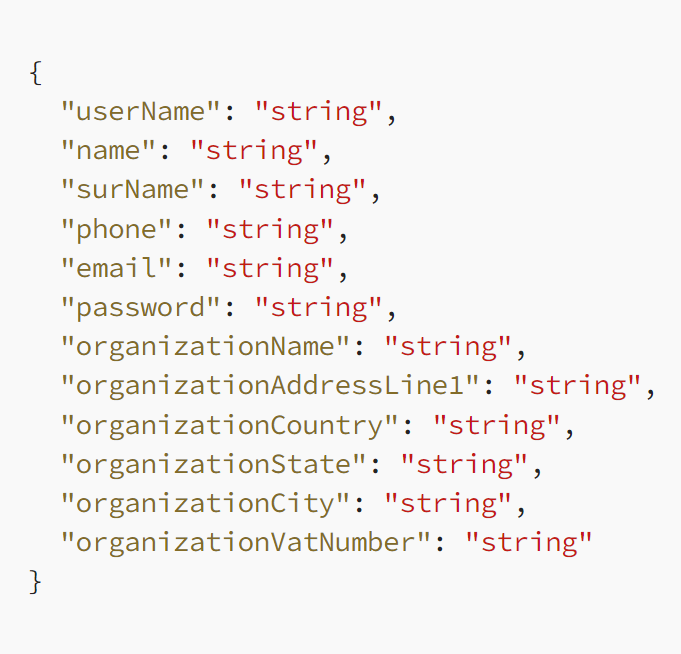 {
"userName": "string",
"name": "string",
"surName": "string",
"phone": "string",
"email": "string",
"password": "string",
"organizationName": "string",
"organizationAddressLine1": "string",
"organizationCountry": "string",
"organizationState": "string",
"organizationCity": "string",
"organizationVatNumber": "string"
}